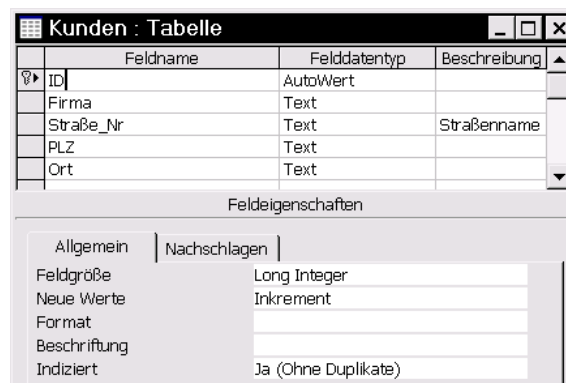 Kunden : Tabelle
Feldname Felddatentyp Beschreibung
ID AutoWert
Firma Text
Straße_Nr Text Straßenname
PLZ Text
Ort Text
Feldeigenschaften
Allgemein Nachschlagen
Feldgröße Long Integer
Neue Werte Inkrement
Format
Beschriftung
Indiziert Ja (Ohne Duplikate)